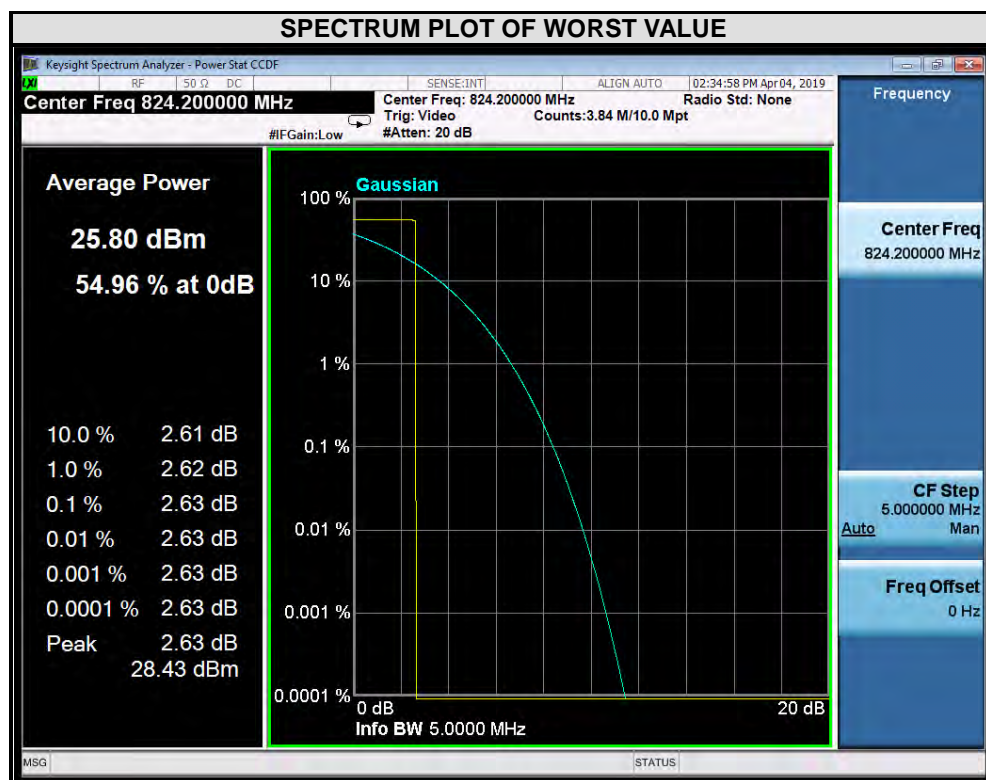 SPECTRUM PLOT OF WORST VALUE
Keysight Spectrum Analyzer - Power Stat CCDF
LXI RF 50 Ω DC SENSE:INT ALIGN AUTO 02:34:58 PM Apr 04, 2019
Center Freq 824.200000 MHz
Center Freq: 824.200000 MHz Radio Std: None
Trig: Video Counts:3.84 M/10.0 Mpt
#IFGain:Low #Atten: 20 dB
Frequency
Average Power
25.80 dBm
54.96 % at 0dB
10.0 % 2.61 dB
1.0 % 2.62 dB
0.1 % 2.63 dB
0.01 % 2.63 dB
0.001 % 2.63 dB
0.0001 % 2.63 dB
Peak 2.63 dB
28.43 dBm
Gaussian
100 %
10 %
1 %
0.1 %
0.01 %
0.001 %
0.0001 %
0 dB 20 dB
Info BW 5.0000 MHz
Center Freq
824.200000 MHz
CF Step
5.000000 MHz
Auto Man
Freq Offset
0 Hz
MSG STATUS